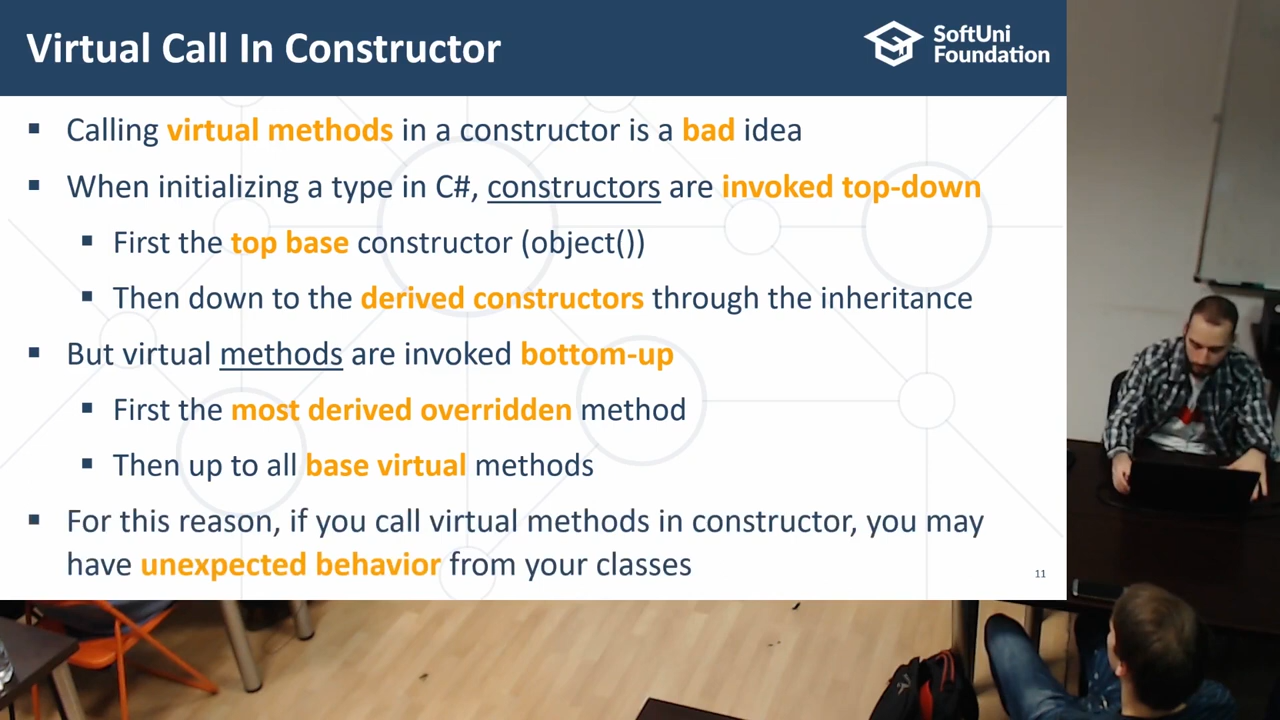 Virtual Call In Constructor
SoftUni
Foundation
Calling virtual methods in a constructor is a bad idea
When initializing a type in C#, constructors are invoked top-down
First the top base constructor (object())
Then down to the derived constructors through the inheritance
But virtual methods are invoked bottom-up
First the most derived overridden method
Then up to all base virtual methods
For this reason, if you call virtual methods in constructor, you may
have unexpected behavior from your classes
11